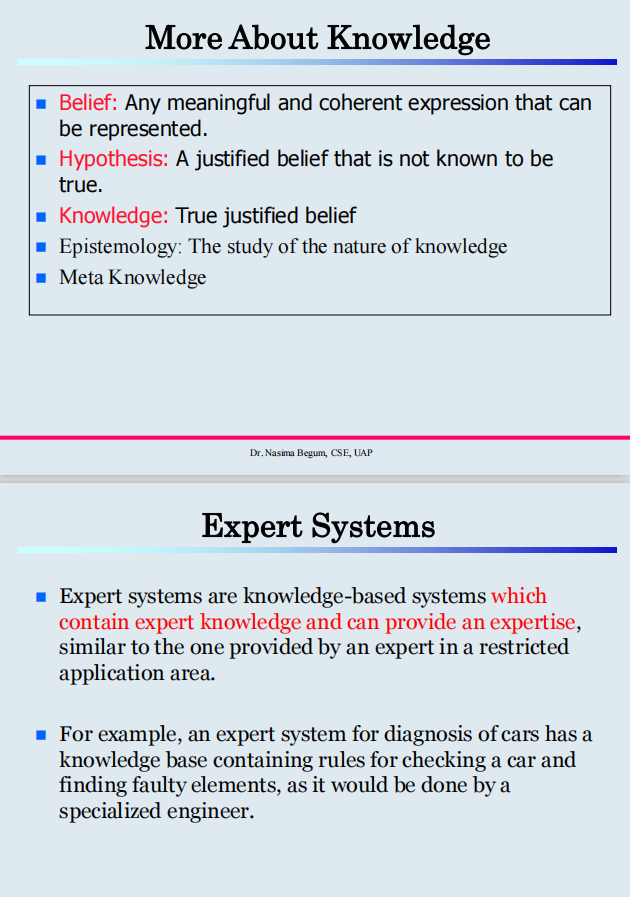 More About Knowledge
Belief: Any meaningful and coherent expression that can
be represented.
Hypothesis: A justified belief that is not known to be
true.
Knowledge: True justified belief
Epistemology: The study of the nature of knowledge
Meta Knowledge
Dr. Nasima Begum, CSE, UAP
Expert Systems
Expert systems are knowledge-based systems which
contain expert knowledge and can provide an expertise,
similar to the one provided by an expert in a restricted
application area.
For example, an expert system for diagnosis of cars has a
knowledge base containing rules for checking a car and
finding faulty elements, as it would be done by a
specialized engineer.